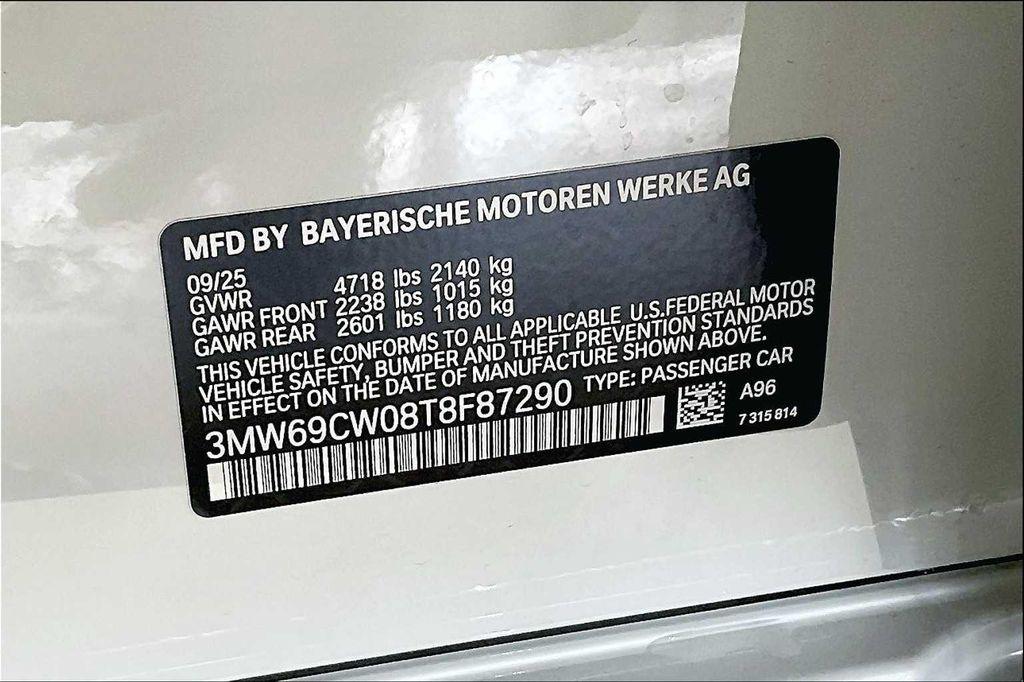 MFD BY BAYERISCHE MOTOREN WERKE AG
09/25
GVWR 4718 lbs 2140 kg
GAWR FRONT 2238 lbs 1015 kg
GAWR REAR 2601 lbs 1180 kg
THIS VEHICLE CONFORMS TO ALL APPLICABLE U.S.FEDERAL MOTOR
VEHICLE SAFETY, BUMPER AND THEFT PREVENTION STANDARDS
IN EFFECT ON THE DATE OF MANUFACTURE SHOWN ABOVE.
3MW69CW08T8F87290 TYPE: PASSENGER CAR
A96
7 315 814